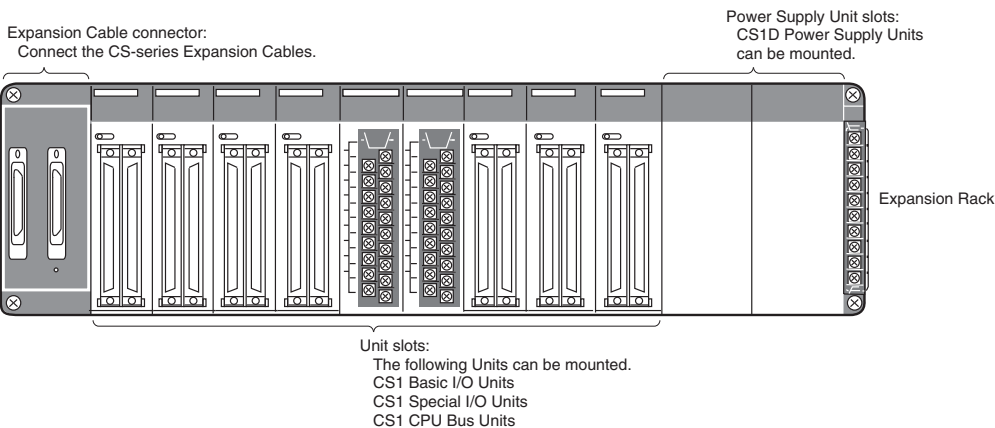 Expansion Cable connector:
Connect the CS-series Expansion Cables.
Power Supply Unit slots:
CS1D Power Supply Units
can be mounted.
Expansion Rack
Unit slots:
The following Units can be mounted.
CS1 Basic I/O Units
CS1 Special I/O Units
CS1 CPU Bus Units